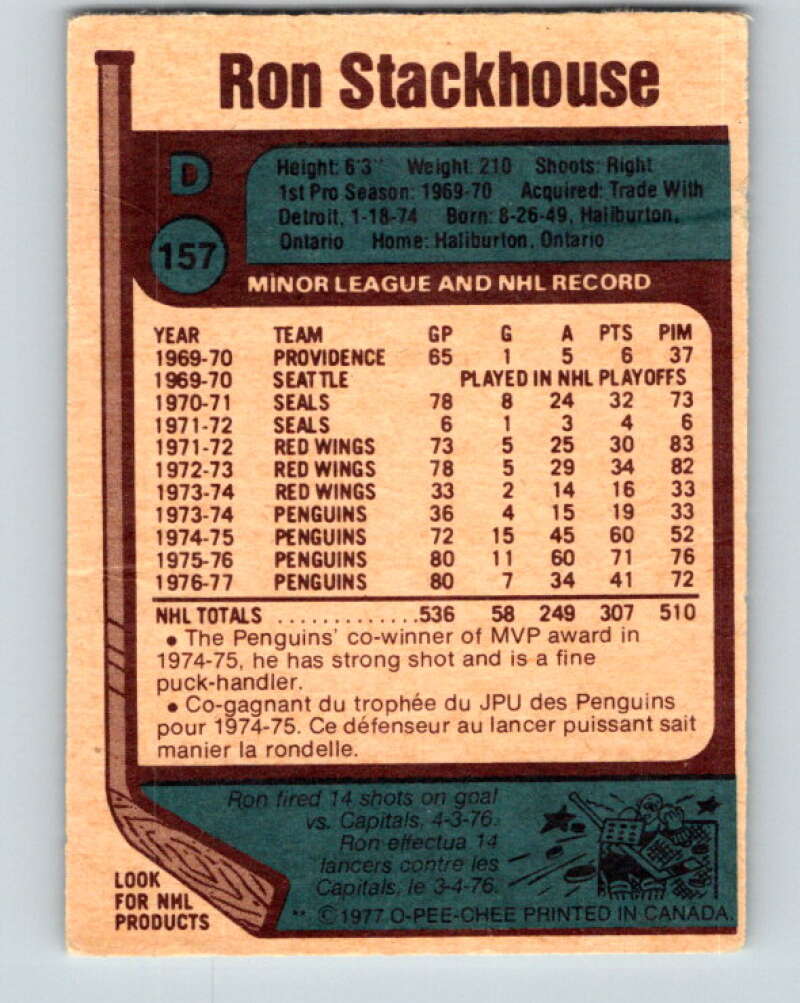 Ron Stackhouse
D
157
Height: 6'3" Weight: 210 Shoots: Right
1st Pro Season: 1969-70 Acquired: Trade With
Detroit, 1-18-74 Born: 8-26-49, Haliburton,
Ontario Home: Haliburton, Ontario
MINOR LEAGUE AND NHL RECORD
YEAR TEAM GP G A PTS PIM
1969-70 PROVIDENCE 65 1 5 6 37
1969-70 SEATTLE PLAYED IN NHL PLAYOFFS
1970-71 SEALS 78 8 24 32 73
1971-72 SEALS 6 1 3 4 6
1971-72 RED WINGS 73 5 25 30 83
1972-73 RED WINGS 78 5 29 34 82
1973-74 RED WINGS 33 2 14 16 33
1973-74 PENGUINS 36 4 15 19 33
1974-75 PENGUINS 72 15 45 60 52
1975-76 PENGUINS 80 11 60 71 76
1976-77 PENGUINS 80 7 34 41 72
NHL TOTALS .............536 58 249 307 510
• The Penguins' co-winner of MVP award in
1974-75, he has strong shot and is a fine
puck-handler.
• Co-gagnant du trophée du JPU des Penguins
pour 1974-75. Ce défenseur au lancer puissant sait
manier la rondelle.
Ron fired 14 shots on goal
vs. Capitals, 4-3-76.
Ron effectua 14
lancers contre les
Capitals, le 3-4-76.
LOOK
FOR NHL
PRODUCTS
** © 1977 O-PEE-CHEE PRINTED IN CANADA.